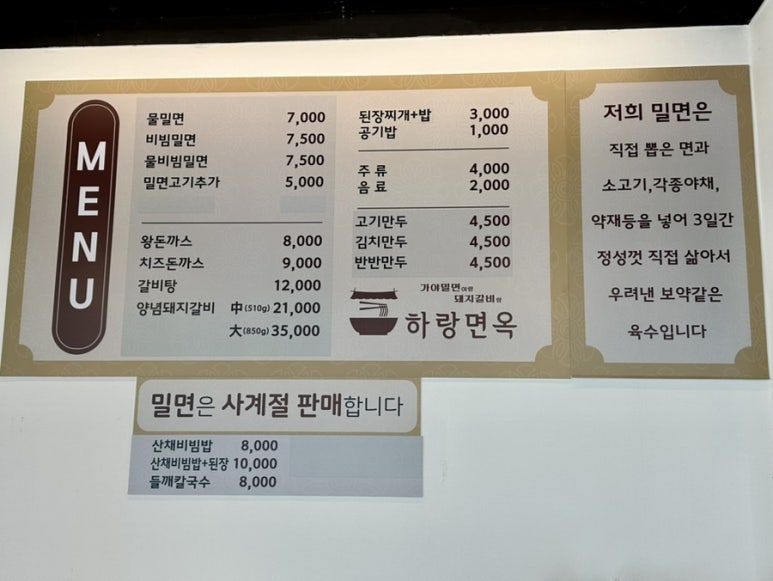 MENU
물밀면 7,000
비빔밀면 7,500
물비빔밀면 7,500
밀면고기추가 5,000
왕돈까스 8,000
치즈돈까스 9,000
갈비탕 12,000
양념돼지갈비 中(510g) 21,000
大(850g) 35,000
된장찌개+밥 3,000
공기밥 1,000
주 류 4,000
음 료 2,000
고기만두 4,500
김치만두 4,500
반반만두 4,500
가야밀면이랑
돼지갈비랑
하랑면옥
저희 밀면은
직접 뽑은 면과
소고기,각종야채,
약재등을 넣어 3일간
정성껏 직접 삶아서
우려낸 보약같은
육수입니다
밀면은 사계절 판매합니다
산채비빔밥 8,000
산채비빔밥+된장 10,000
들깨칼국수 8,000